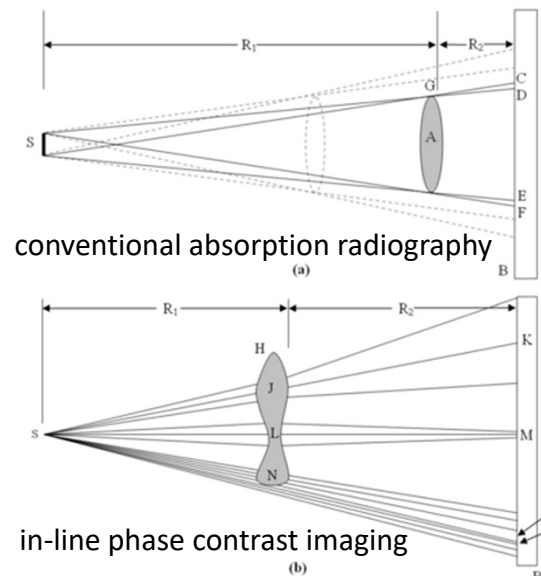 R₁
R₂
G
C
D
S
A
E
F
conventional absorption radiography
B
(a)
R₁
R₂
H
K
J
S
L
M
N
in-line phase contrast imaging
(b)